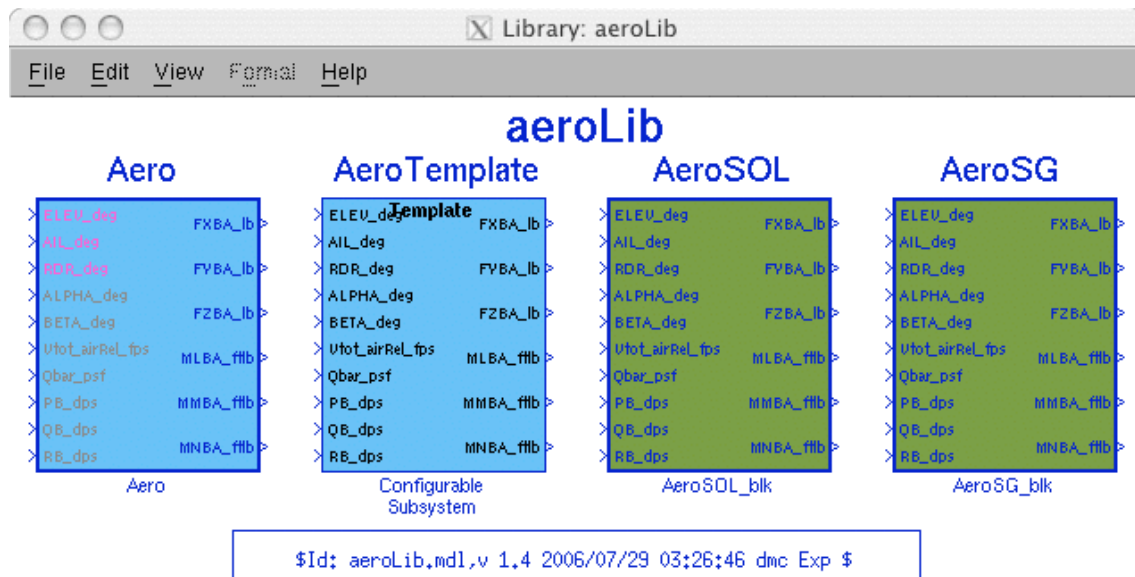 Library: aeroLib
File Edit View Format Help
aeroLib
Aero
ELEV_deg
AIL_deg
RDR_deg
ALPHA_deg
BETA_deg
Vtot_airRel_fps
Qbar_psf
PB_dps
QB_dps
RB_dps
FXBA_lb
FYBA_lb
FZBA_lb
MLBA_ftlb
MMBA_ftlb
MNBA_ftlb
Aero
AeroTemplate
Template
ELEV_deg
AIL_deg
RDR_deg
ALPHA_deg
BETA_deg
Vtot_airRel_fps
Qbar_psf
PB_dps
QB_dps
RB_dps
FXBA_lb
FYBA_lb
FZBA_lb
MLBA_ftlb
MMBA_ftlb
MNBA_ftlb
Configurable
Subsystem
AeroSOL
ELEV_deg
AIL_deg
RDR_deg
ALPHA_deg
BETA_deg
Vtot_airRel_fps
Qbar_psf
PB_dps
QB_dps
RB_dps
FXBA_lb
FYBA_lb
FZBA_lb
MLBA_ftlb
MMBA_ftlb
MNBA_ftlb
AeroSOL_blk
AeroSG
ELEV_deg
AIL_deg
RDR_deg
ALPHA_deg
BETA_deg
Vtot_airRel_fps
Qbar_psf
PB_dps
QB_dps
RB_dps
FXBA_lb
FYBA_lb
FZBA_lb
MLBA_ftlb
MMBA_ftlb
MNBA_ftlb
AeroSG_blk
$Id: aeroLib.mdl,v 1.4 2006/07/29 03:26:46 dmc Exp $